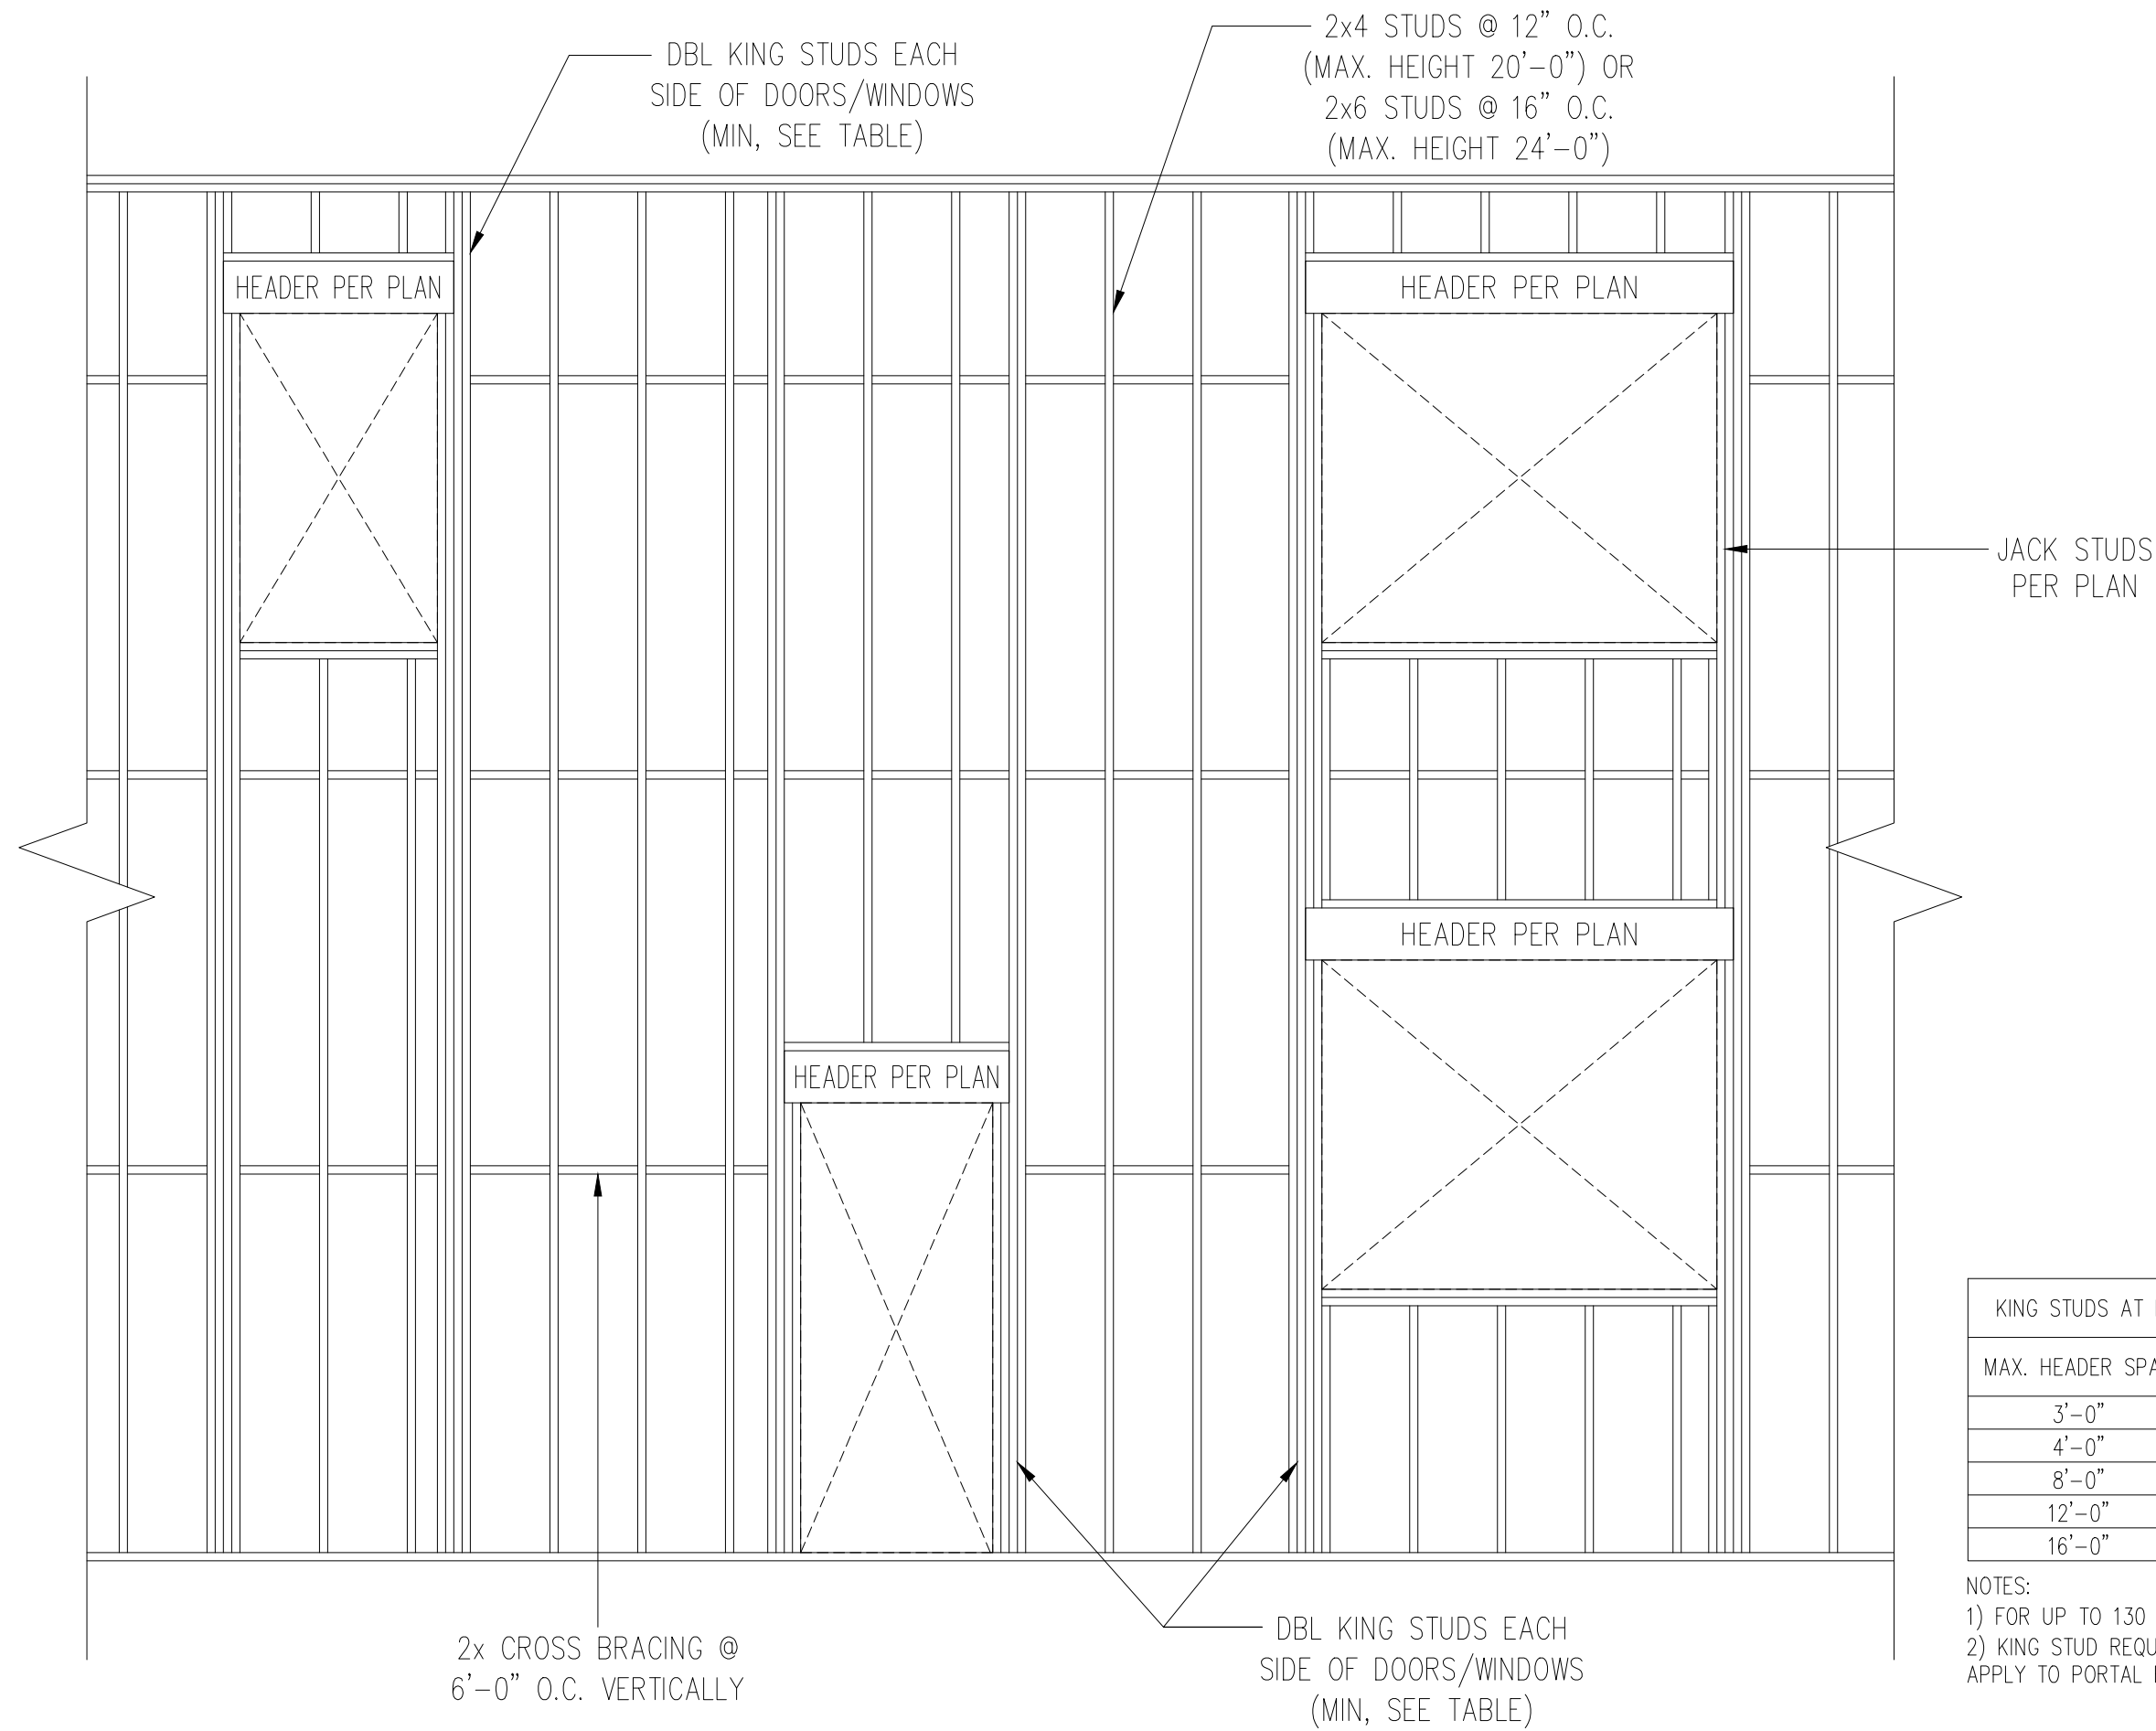 DBL KING STUDS EACH
SIDE OF DOORS/WINDOWS
(MIN, SEE TABLE)
2x4 STUDS @ 12" O.C.
(MAX. HEIGHT 20'-0") OR
2x6 STUDS @ 16" O.C.
(MAX. HEIGHT 24'-0")
HEADER PER PLAN
HEADER PER PLAN
JACK STUDS
PER PLAN
HEADER PER PLAN
HEADER PER PLAN
KING STUDS AT
MAX. HEADER
3'-0"
4'-0"
8'-0"
12'-0"
16'-0"
NOTES:
1) FOR UP TO 130
2) KING STUD
APPLY TO PORTAL
2x CROSS BRACING @
6'-0" O.C. VERTICALLY
DBL KING STUDS EACH
SIDE OF DOORS/WINDOWS
(MIN, SEE TABLE)